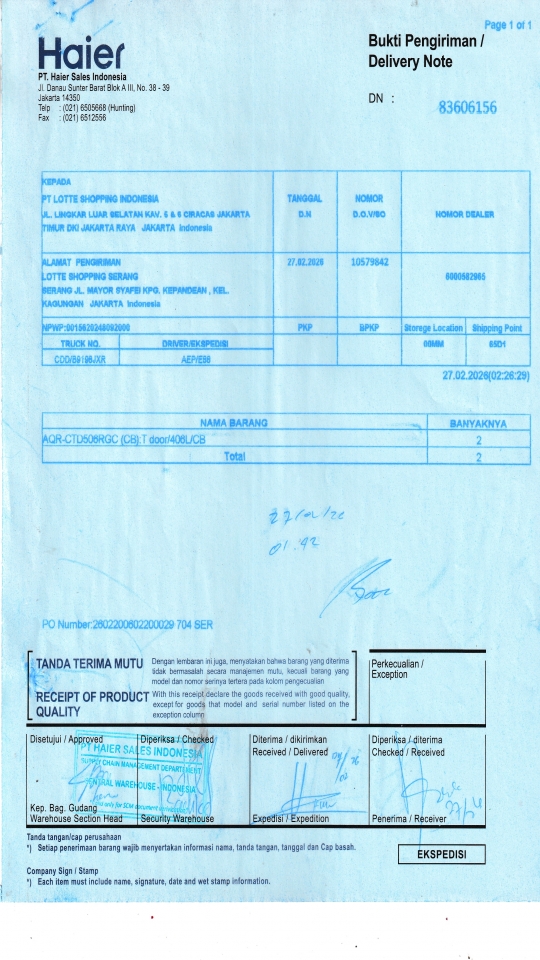 Page 1 of 1
Haier
Bukti Pengiriman /
Delivery Note
PT. Haier Sales Indonesia
Jl. Danau Sunter Barat Blok A III, No. 38 - 39
Jakarta 14350
Telp : (021) 6505668 (Hunting)
Fax : (021) 6512556
DN : 83606156
KEPADA
PT LOTTE SHOPPING INDONESIA
JL. LINGKAR LUAR SELATAN KAV. 5 & 6 CIRACAS JAKARTA
TIMUR DKI JAKARTA RAYA JAKARTA Indonesia
TANGGAL
D.N
NOMOR
D.O./SO
NOMOR DEALER
ALAMAT PENGIRIMAN
LOTTE SHOPPING SERANG
SERANG JL. MAYOR SYAFEI KPG. KEPANDEAN , KEL.
KAGUNGAN JAKARTA Indonesia
27.02.2026
10579842
NPWP:
PKP
BPKP
Storege Location
Shipping Point
TRUCK NO.
DRIVER/EKSPEDISI
00MM
65D1
AEP/E56
27.02.2026(02:26:29)
NAMA BARANG
BANYAKNYA
AQR-CTD506RGC (CB):T door/406L/CB
2
Total
2
PO Number:2602200602200029 704 SER
TANDA TERIMA MUTU
Dengan lembaran ini juga, menyatakan bahwa barang yang diterima
tidak bermasalah secara manajemen mutu, kecuali barang yang
model dan nomor serinya tertera pada kolom pengecualian
RECEIPT OF PRODUCT
QUALITY
With this receipt declare the goods received with good quality,
except for goods that model and serial number listed on the
exception column
Perkecualian /
Exception
Disetujui / Approved
Diperiksa / Checked
Diterima / dikirimkan
Received / Delivered
Diperiksa / diterima
Checked / Received
PT HAIER SALES INDONESIA
SUPPLY CHAIN MANAGEMENT DEPARTMENT
CENTRAL WAREHOUSE - INDONESIA
Kep. Bag. Gudang
Warehouse Section Head
Security Warehouse
Expedisi / Expedition
Penerima / Receiver
Tanda tangan/cap perusahaan
*) Setiap penerimaan barang wajib menyertakan informasi nama, tanda tangan, tanggal dan Cap basah.
EKSPEDISI
Company Sign / Stamp
*) Each item must include name, signature, date and wet stamp information.